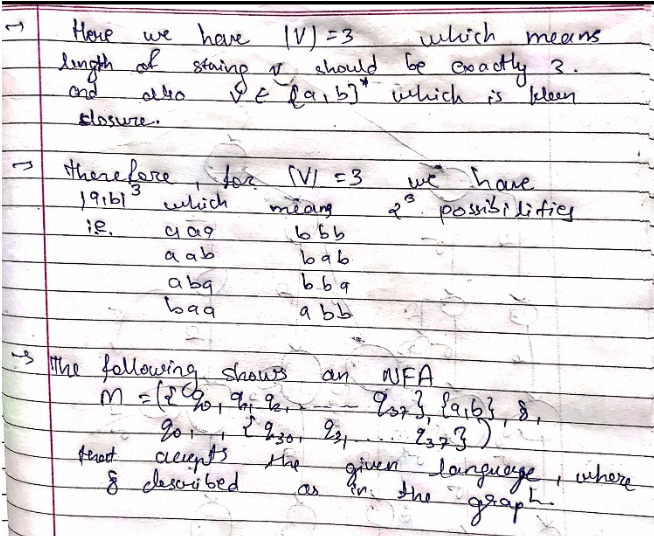 → Here we have |V|=3 which means
length of string v should be exactly 3.
and also v ∈ {a,b}* which is kleen
closure.
→ therefore, for |V| =3 we have
|a,b|³ which means 2³ possibilities
ie. aaa bbb
aab bab
aba bba
baa abb
→ The following shows an NFA
M = ({q0, q1, q2, ...... q37}, {a,b}, δ,
q0, {q30, q31, .... q37})
that accepts the given language, where
δ described as in the graph.